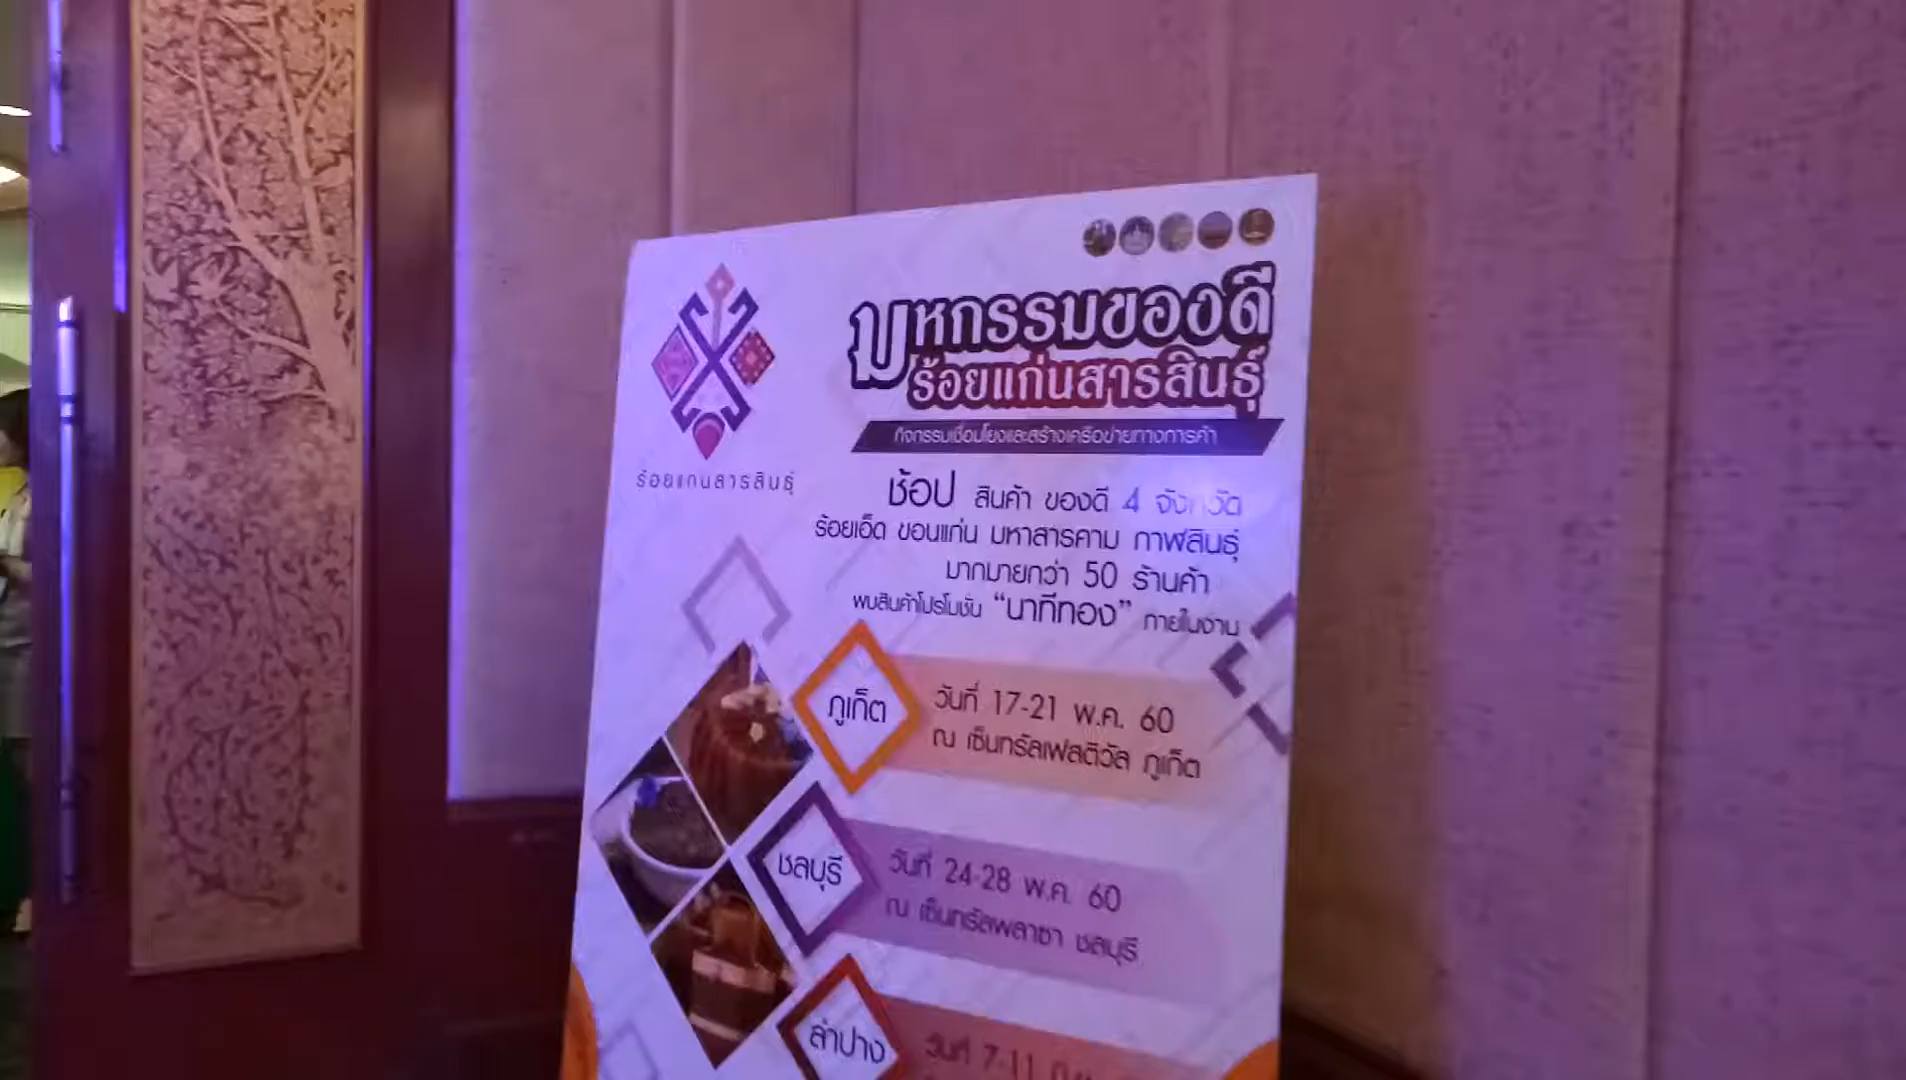 มหกรรมของดี
ร้อยแก่นสารสินธุ์
กิจกรรมเชื่อมโยงและสร้างเครือข่ายทางการค้า
ร้อยแก่นสารสินธุ์
ช้อป สินค้า ของดี 4 จังหวัด
ร้อยเอ็ด ขอนแก่น มหาสารคาม กาฬสินธุ์
มากมายกว่า 50 ร้านค้า
พบสินค้าโปรโมชัน "นาทีทอง" ภายในงาน
ภูเก็ต
วันที่ 17-21 พ.ค. 60
ณ เซ็นทรัลเฟสติวัล ภูเก็ต
ชลบุรี
วันที่ 24-28 พ.ค. 60
ณ เซ็นทรัลพลาซา ชลบุรี
ลำปาง
วันที่ 7-11